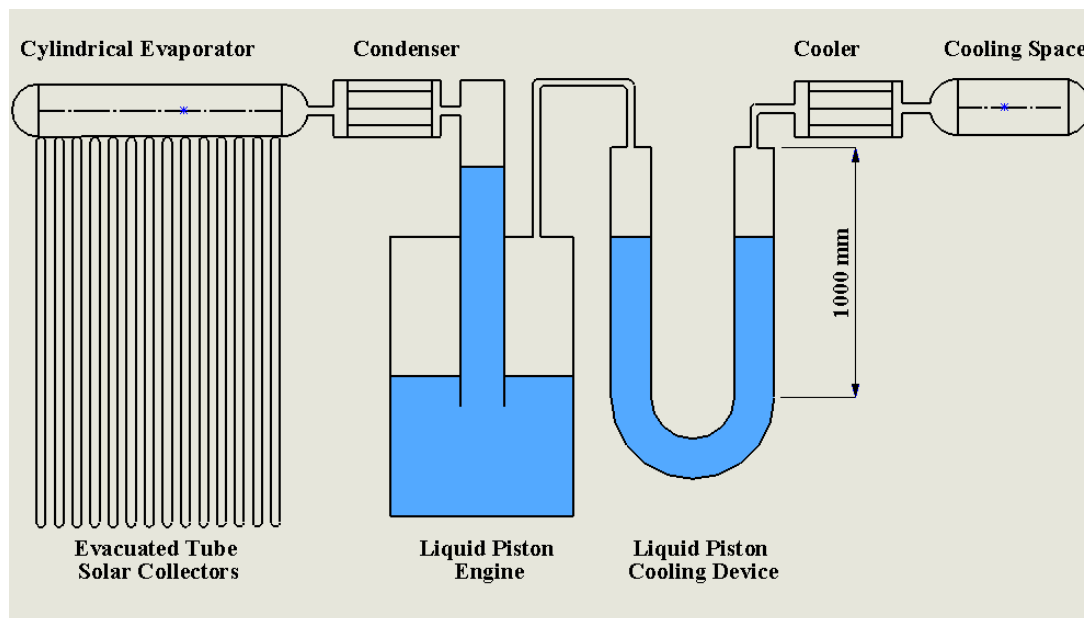 Cylindrical Evaporator
Condenser
Cooler
Cooling Space
1000 mm
Evacuated Tube
Solar Collectors
Liquid Piston
Engine
Liquid Piston
Cooling Device